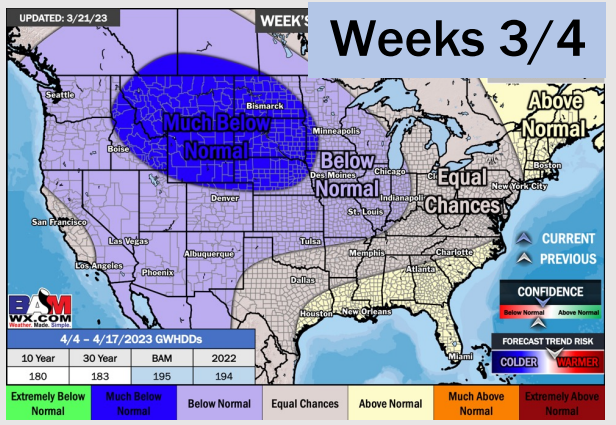 UPDATED: 3/21/23
WEEK'S
Weeks 3/4
Seattle
Bismarck
Much Below
Normal
Minneapolis
Boise
Above
Normal
Boston
New York City
Below
Normal
Des Moines
Chicago
Equal
Chances
Indianapoli
Denver
St. Louis
San Francisco
Las Vegas
Los Angeles
Phoenix
Albuquerque
Tulsa
Memphis
Charlotte
Atlanta
Dallas
Houston
New Orleans
Miami
CURRENT
PREVIOUS
CONFIDENCE
Below Normal Above Normal
FORECAST TREND RISK
COLDER WARMER
BAM
WX.COM
Weather. Made. Simple.
4/4 – 4/17/2023 GWHDDs
10 Year 30 Year BAM 2022
180 183 195 194
Extremely Below
Normal
Much Below
Normal
Below Normal
Equal Chances
Above Normal
Much Above
Normal
Extremely Above
Normal